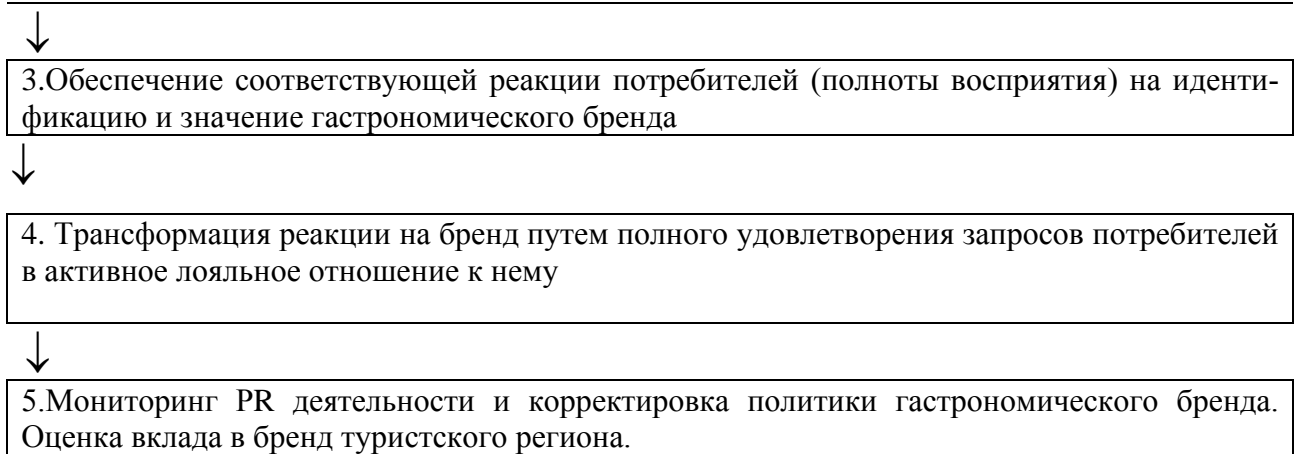 3.Обеспечение соответствующей реакции потребителей (полноты восприятия) на иденти-
фикацию и значение гастрономического бренда
4. Трансформация реакции на бренд путем полного удовлетворения запросов потребителей
в активное лояльное отношение к нему
5.Мониторинг PR деятельности и корректировка политики гастрономического бренда.
Оценка вклада в бренд туристского региона.